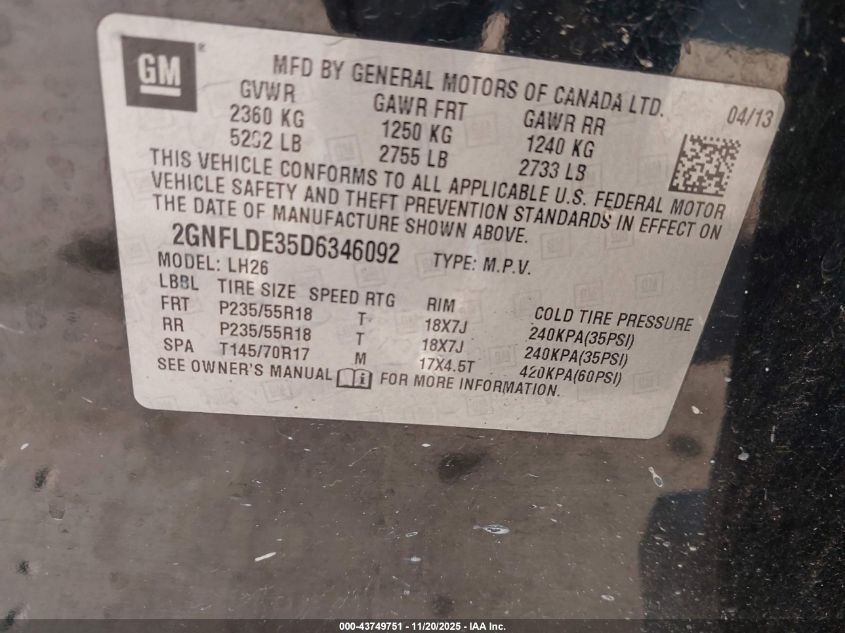 GM
MFD BY GENERAL MOTORS OF CANADA LTD.
04/13
GVWR GAWR FRT GAWR RR
2360 KG 1250 KG 1240 KG
5202 LB 2755 LB 2733 LB
THIS VEHICLE CONFORMS TO ALL APPLICABLE U.S. FEDERAL MOTOR
VEHICLE SAFETY AND THEFT PREVENTION STANDARDS IN EFFECT ON
THE DATE OF MANUFACTURE SHOWN ABOVE.
2GNFLDE35D6346092 TYPE: M.P.V.
MODEL: LH26
LBBL TIRE SIZE SPEED RTG RIM COLD TIRE PRESSURE
FRT P235/55R18 T 18X7J 240KPA(35PSI)
RR P235/55R18 T 18X7J 240KPA(35PSI)
SPA T145/70R17 M 17X4.5T 420KPA(60PSI)
SEE OWNER'S MANUAL FOR MORE INFORMATION.
000-43749751 - 11/20/2025 - IAA Inc.